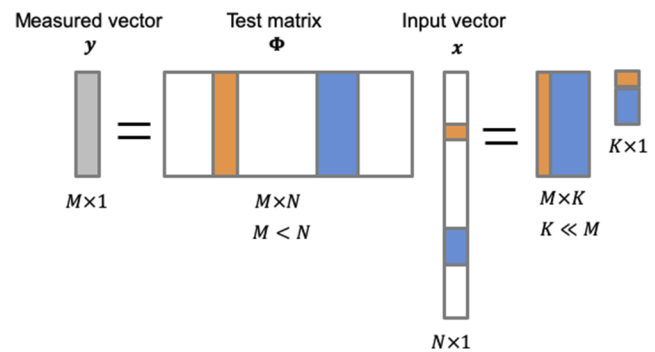 Measured vector
y
Test matrix
Φ
Input vector
x
=
=
M×1
M×N
M < N
N×1
M×K
K ≪ M
K×1